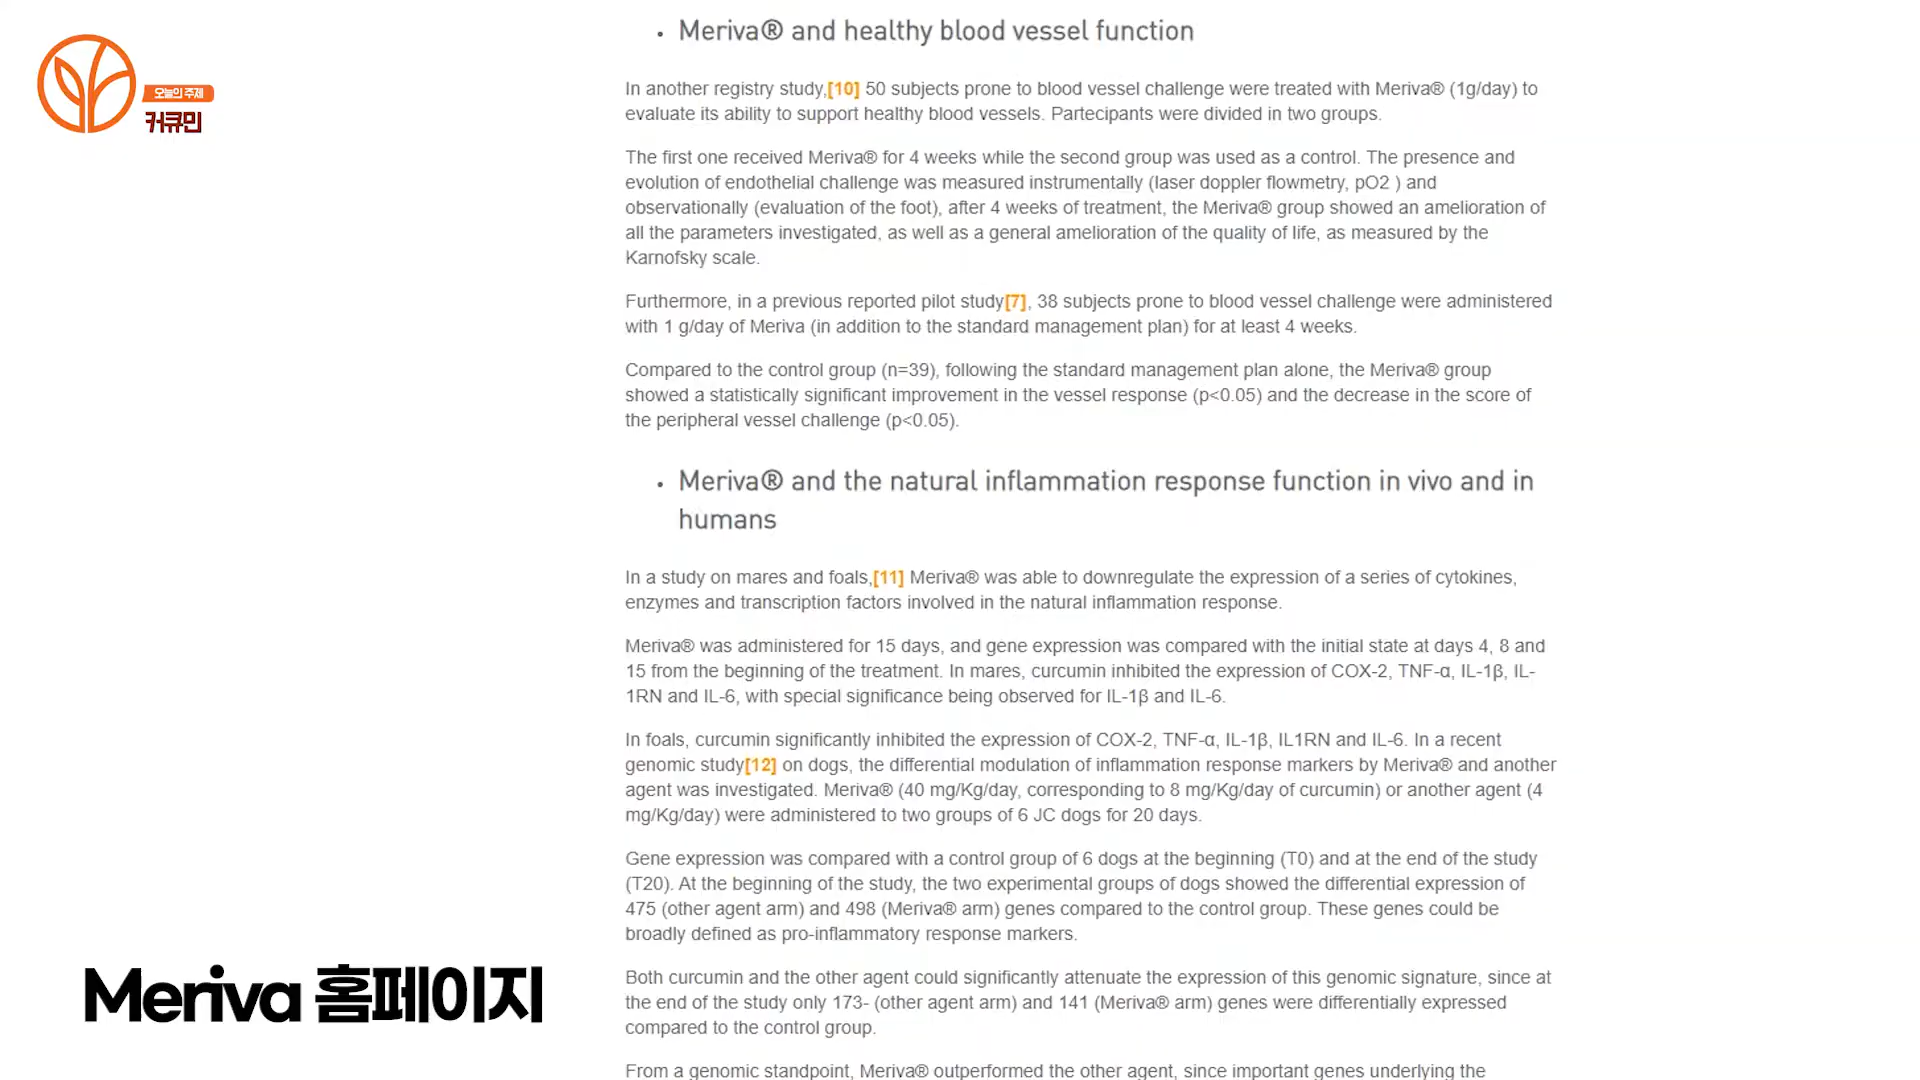 오늘의 주제
커큐민
Meriva® and healthy blood vessel function
In another registry study,[10] 50 subjects prone to blood vessel challenge were treated with Meriva® (1g/day) to
evaluate its ability to support healthy blood vessels. Partecipants were divided in two groups.
The first one received Meriva® for 4 weeks while the second group was used as a control. The presence and
evolution of endothelial challenge was measured instrumentally (laser doppler flowmetry, pO2 ) and
observationally (evaluation of the foot), after 4 weeks of treatment, the Meriva® group showed an amelioration of
all the parameters investigated, as well as a general amelioration of the quality of life, as measured by the
Karnofsky scale.
Furthermore, in a previous reported pilot study[7], 38 subjects prone to blood vessel challenge were administered
with 1 g/day of Meriva (in addition to the standard management plan) for at least 4 weeks.
Compared to the control group (n=39), following the standard management plan alone, the Meriva® group
showed a statistically significant improvement in the vessel response (p<0.05) and the decrease in the score of
the peripheral vessel challenge (p<0.05).
Meriva® and the natural inflammation response function in vivo and in
humans
In a study on mares and foals,[11] Meriva® was able to downregulate the expression of a series of cytokines,
enzymes and transcription factors involved in the natural inflammation response.
Meriva® was administered for 15 days, and gene expression was compared with the initial state at days 4, 8 and
15 from the beginning of the treatment. In mares, curcumin inhibited the expression of COX-2, TNF-α, IL-1β, IL-
1RN and IL-6, with special significance being observed for IL-1β and IL-6.
In foals, curcumin significantly inhibited the expression of COX-2, TNF-α, IL-1β, IL1RN and IL-6. In a recent
genomic study[12] on dogs, the differential modulation of inflammation response markers by Meriva® and another
agent was investigated. Meriva® (40 mg/Kg/day, corresponding to 8 mg/Kg/day of curcumin) or another agent (4
mg/Kg/day) were administered to two groups of 6 JC dogs for 20 days.
Gene expression was compared with a control group of 6 dogs at the beginning (T0) and at the end of the study
(T20). At the beginning of the study, the two experimental groups of dogs showed the differential expression of
475 (other agent arm) and 498 (Meriva® arm) genes compared to the control group. These genes could be
broadly defined as pro-inflammatory response markers.
Both curcumin and the other agent could significantly attenuate the expression of this genomic signature, since at
the end of the study only 173- (other agent arm) and 141 (Meriva® arm) genes were differentially expressed
compared to the control group.
From a genomic standpoint, Meriva® outperformed the other agent, since important genes underlying the
Meriva 홈페이지